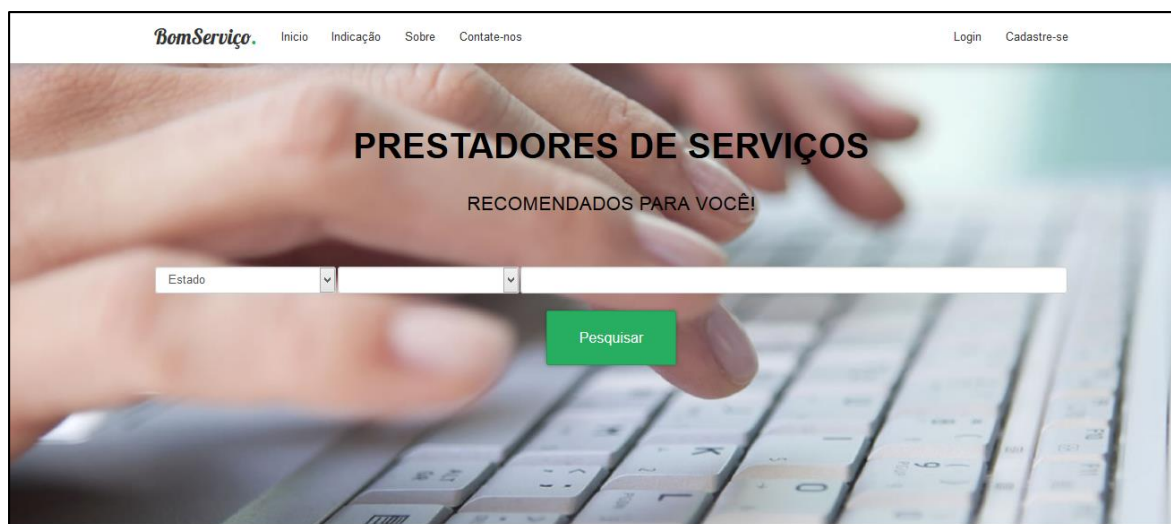 BomServiço. Inicio Indicação Sobre Contate-nos Login Cadastre-se
PRESTADORES DE SERVIÇOS
RECOMENDADOS PARA VOCÊ!
Estado
Pesquisar